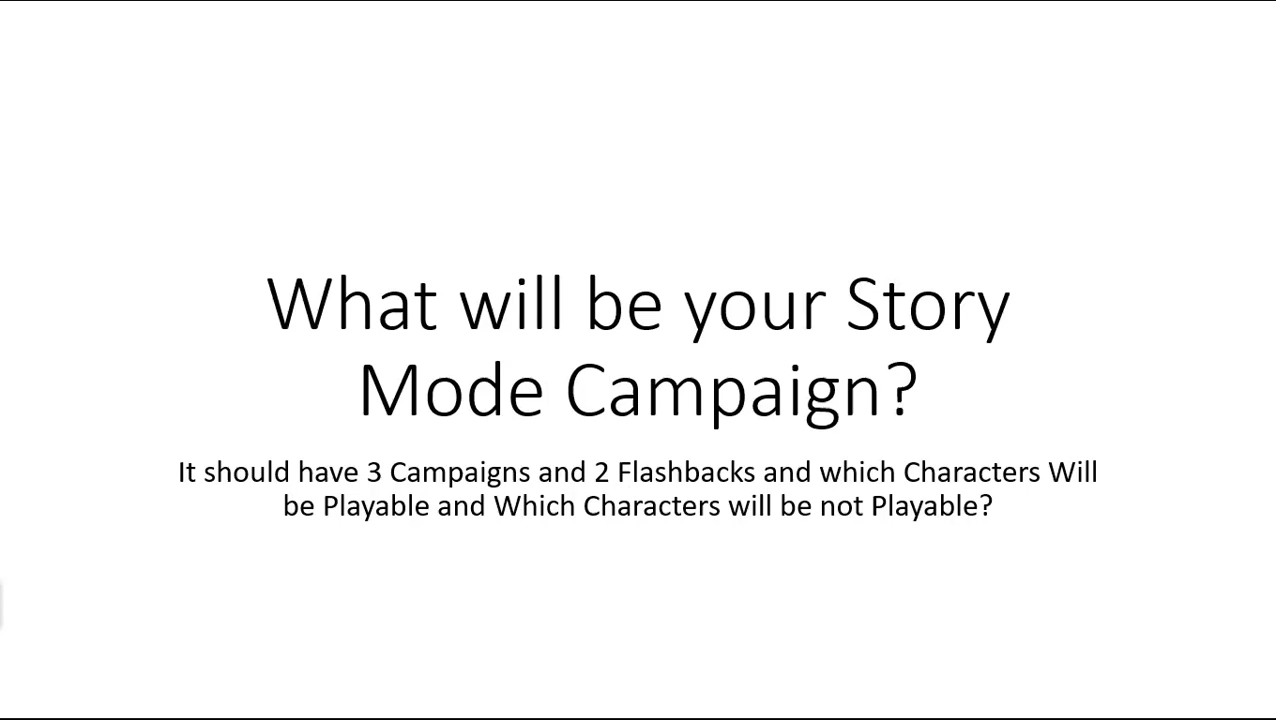 What will be your Story
Mode Campaign?
It should have 3 Campaigns and 2 Flashbacks and which Characters Will
be Playable and Which Characters will be not Playable?